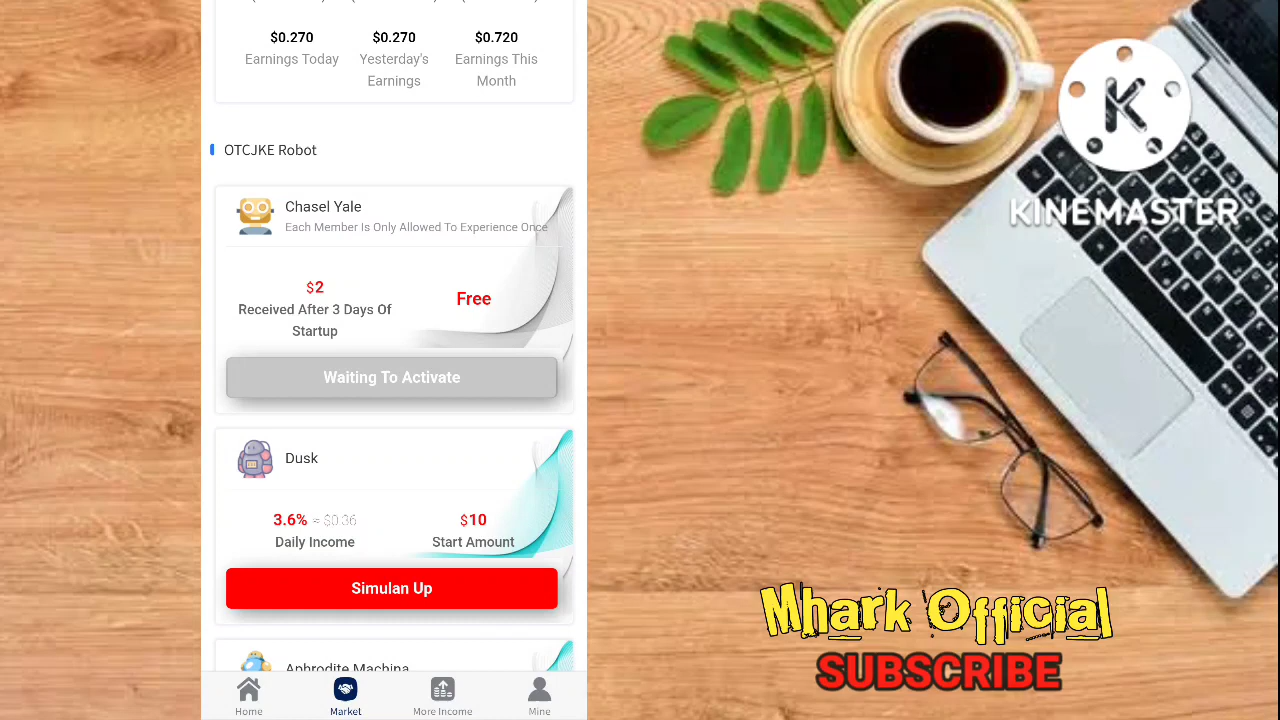 $0.270 $0.270 $0.720
Earnings Today Yesterday's Earnings This
Earnings Month
OTCJKE Robot
Chasel Yale
Each Member Is Only Allowed To Experience Once
$2
Received After 3 Days Of
Startup
Free
Waiting To Activate
Dusk
3.6% ≈ $0.36 $10
Daily Income Start Amount
Simulan Up
Aphrodite Machina
Home Market More Income Mine
K
KINEMASTER
Mhark Official
SUBSCRIBE